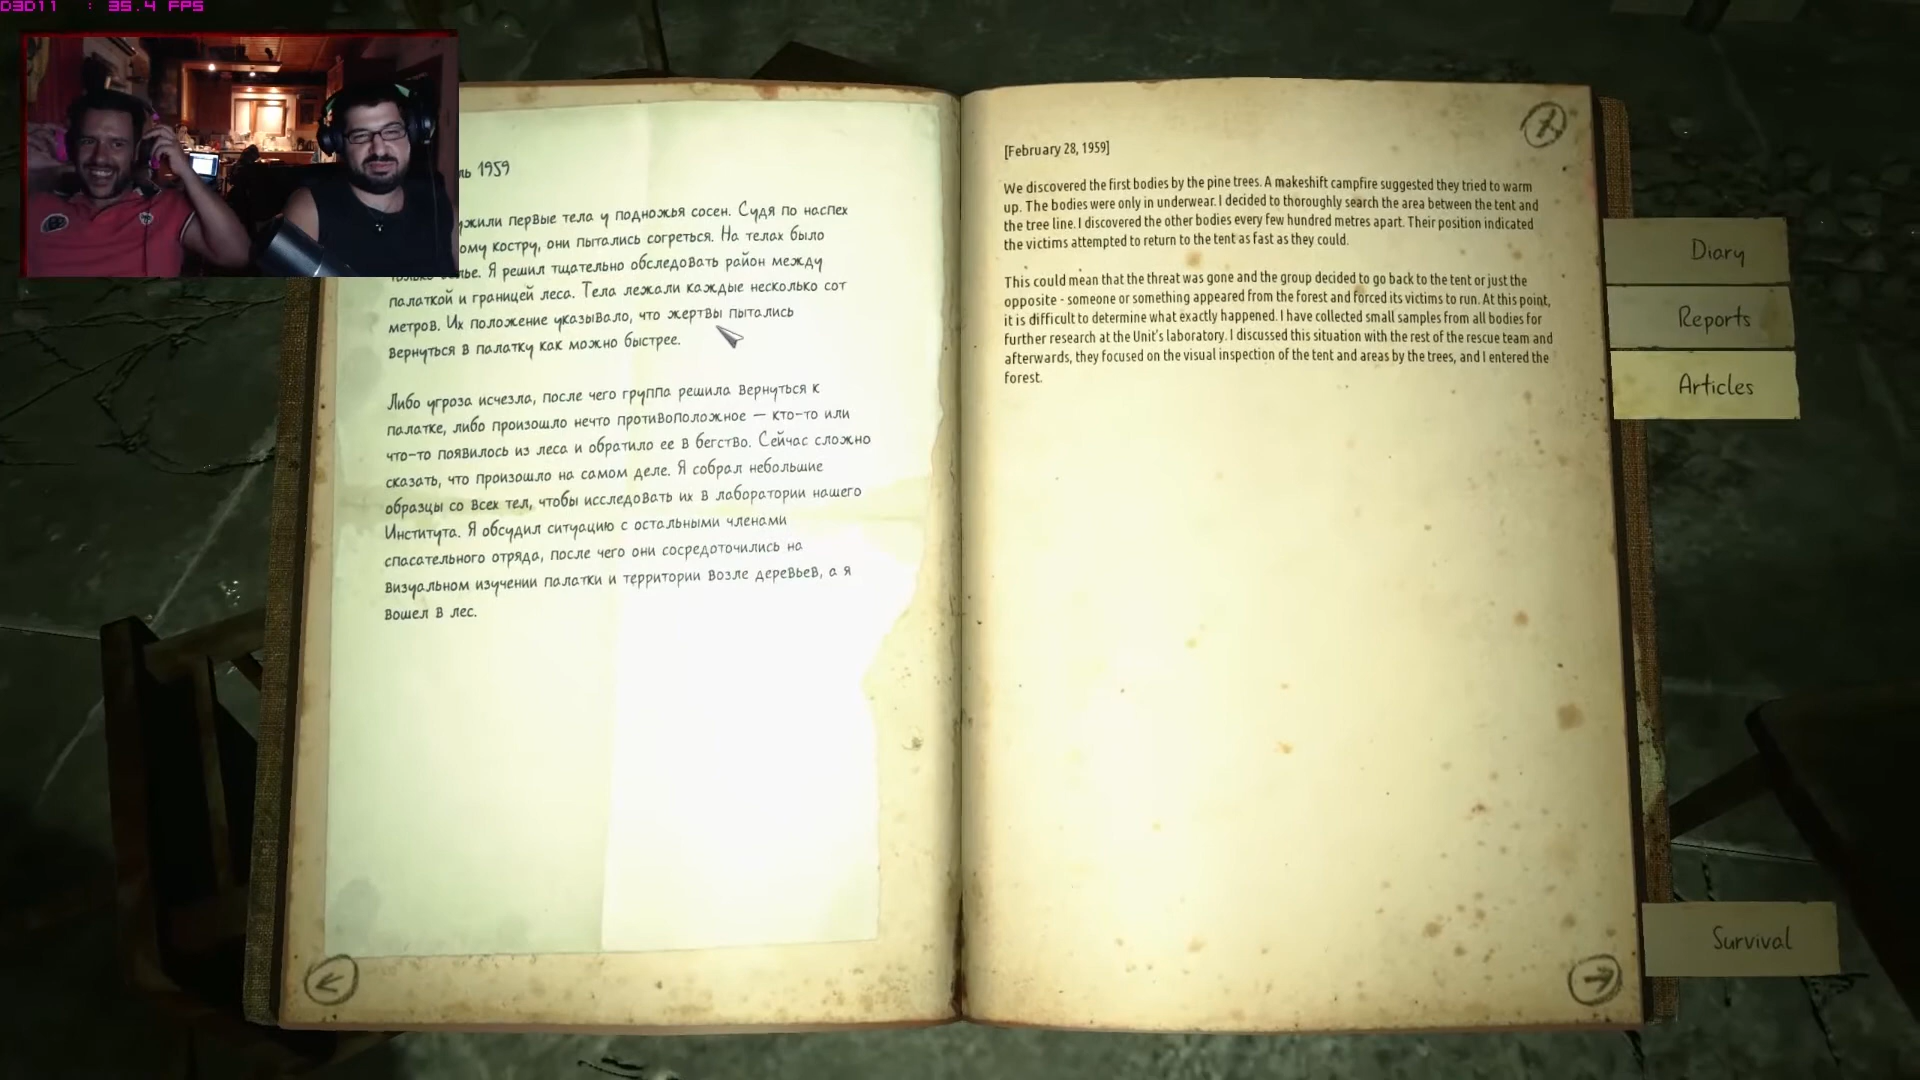 D3D11 : 35.4 FPS
1959
первые тела у подножья сосен. Судя по наспех
костру, они пытались согреться. На телах было
Я решил тщательно обследовать район между
палаткой и границей леса. Тела лежали каждые несколько сот
метров. Их положение указывало, что жертвы пытались
вернуться в палатку как можно быстрее.
Либо угроза исчезла, после чего группа решила вернуться к
палатке, либо произошло нечто противоположное — кто-то или
что-то появилось из леса и обратило ее в бегство. Сейчас сложно
сказать, что произошло на самом деле. Я собрал небольшие
образцы со всех тел, чтобы исследовать их в лаборатории нашего
Института. Я обсудил ситуацию с остальными членами
спасательного отряда, после чего они сосредоточились на
визуальном изучении палатки и территории возле деревьев, а я
вошел в лес.
[February 28, 1959]
We discovered the first bodies by the pine trees. A makeshift campfire suggested they tried to warm
up. The bodies were only in underwear. I decided to thoroughly search the area between the tent and
the tree line. I discovered the other bodies every few hundred metres apart. Their position indicated
the victims attempted to return to the tent as fast as they could.
This could mean that the threat was gone and the group decided to go back to the tent or just the
opposite - someone or something appeared from the forest and forced its victims to run. At this point,
it is difficult to determine what exactly happened. I have collected small samples from all bodies for
further research at the Unit's laboratory. I discussed this situation with the rest of the rescue team and
afterwards, they focused on the visual inspection of the tent and areas by the trees, and I entered the
forest.
Diary
Reports
Articles
Survival